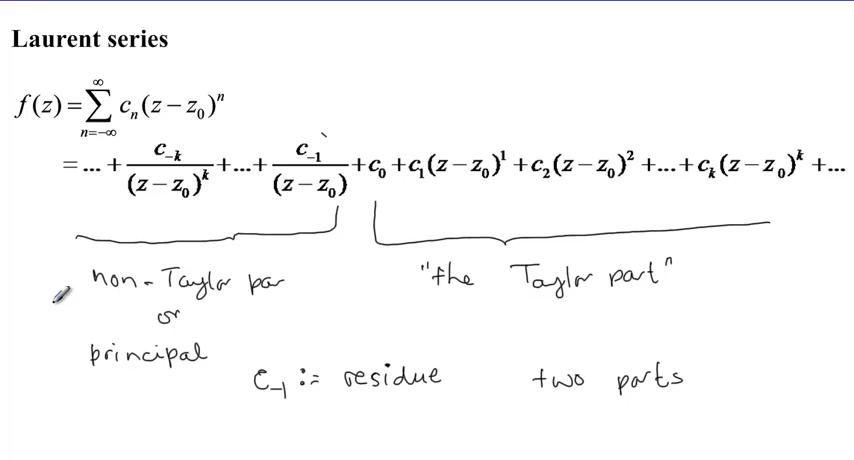 Laurent series
f(z) = ∑_{n=-∞}^{∞} c_n (z − z_0)^n
= ... + c_{-k}/(z − z_0)^k + ... + c_{-1}/(z − z_0) + c_0 + c_1(z − z_0)^1 + c_2(z − z_0)^2 + ... + c_k(z − z_0)^k + ...
non - Taylor par "the Taylor part"
or
principal
c_{-1} := residue two parts